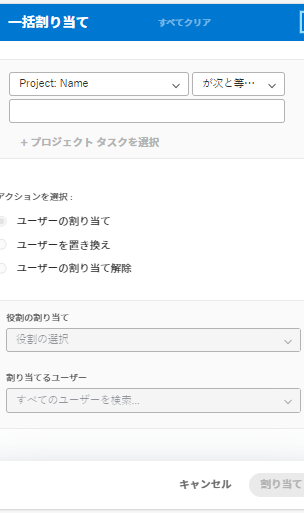 一括割り当て すべてクリア
Project: Name が次と等…
+ プロジェクト タスクを選択
アクションを選択 :
ユーザーの割り当て
ユーザーを置き換え
ユーザーの割り当て解除
役割の割り当て
役割の選択
割り当てるユーザー
すべてのユーザーを検索...
キャンセル 割り当て